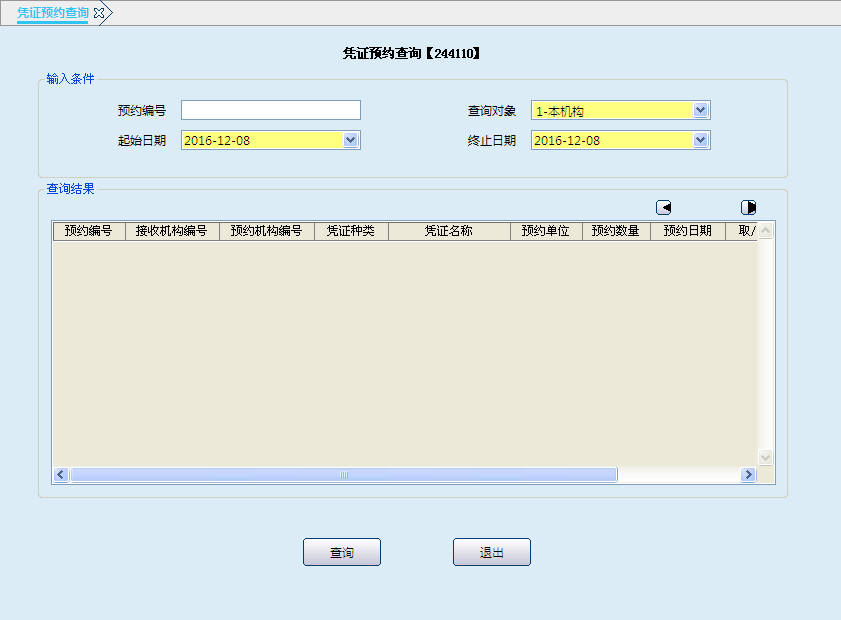 凭证预约查询
凭证预约查询【244110】
输入条件
预约编号 查询对象 1-本机构
起始日期 2016-12-08 终止日期 2016-12-08
查询结果
预约编号 接收机构编号 预约机构编号 凭证种类 凭证名称 预约单位 预约数量 预约日期 取/
查询 退出